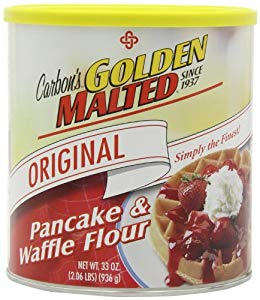 Carbon's GOLDEN
MALTED
SINCE
1937
ORIGINAL
Simply the Finest!
Pancake &
Waffle Flour
NET WT. 33 OZ.
(2.06 LBS) (936 g)